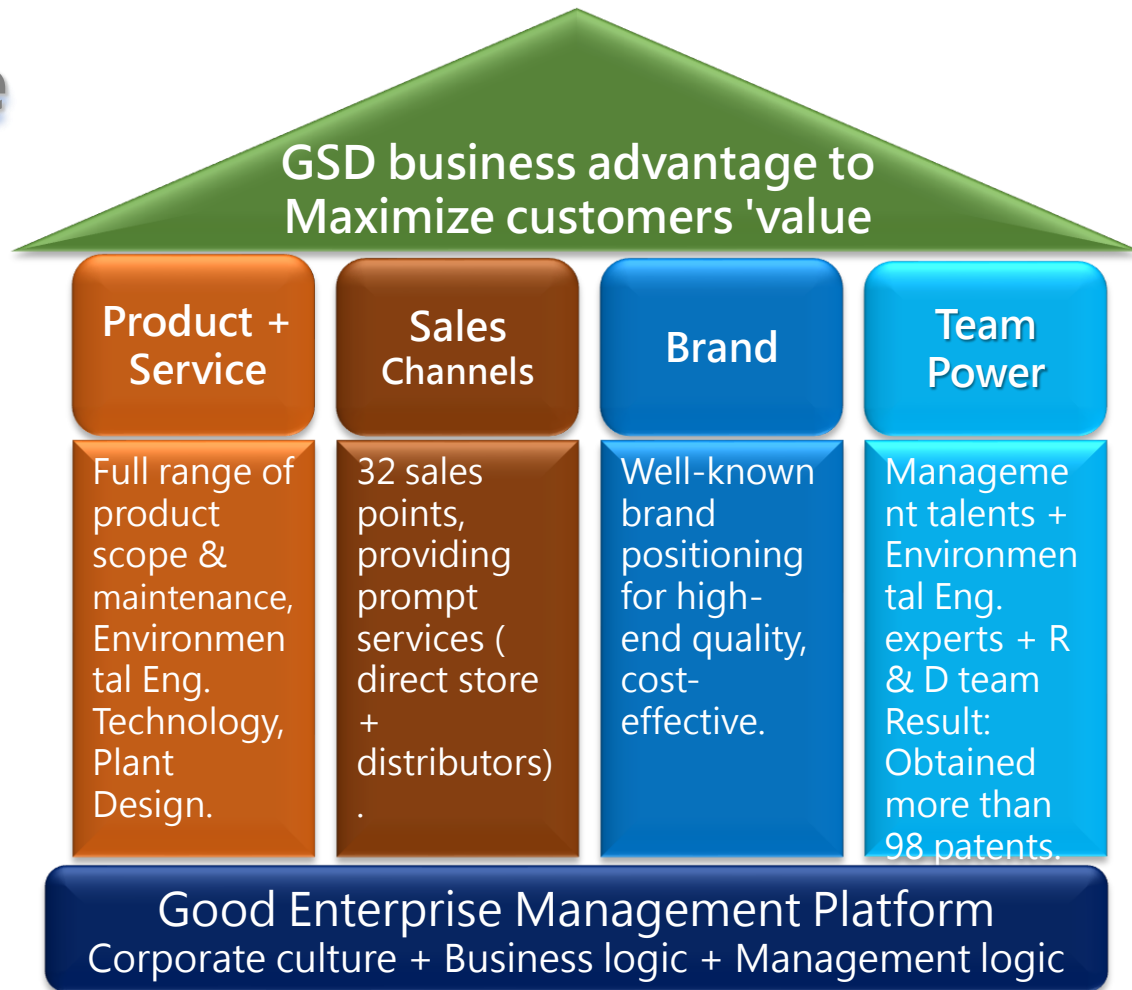 e
GSD business advantage to
Maximize customers 'value
Product +
Service
Sales
Channels
Brand
Team
Power
Full range of
product
scope &
maintenance,
Environmen
tal Eng.
Technology,
Plant
Design.
32 sales
points,
providing
prompt
services (
direct store
+
distributors)
.
Well-known
brand
positioning
for high-
end quality,
cost-
effective.
Manageme
nt talents +
Environmen
tal Eng.
experts + R
& D team
Result:
Obtained
more than
98 patents.
Good Enterprise Management Platform
Corporate culture + Business logic + Management logic